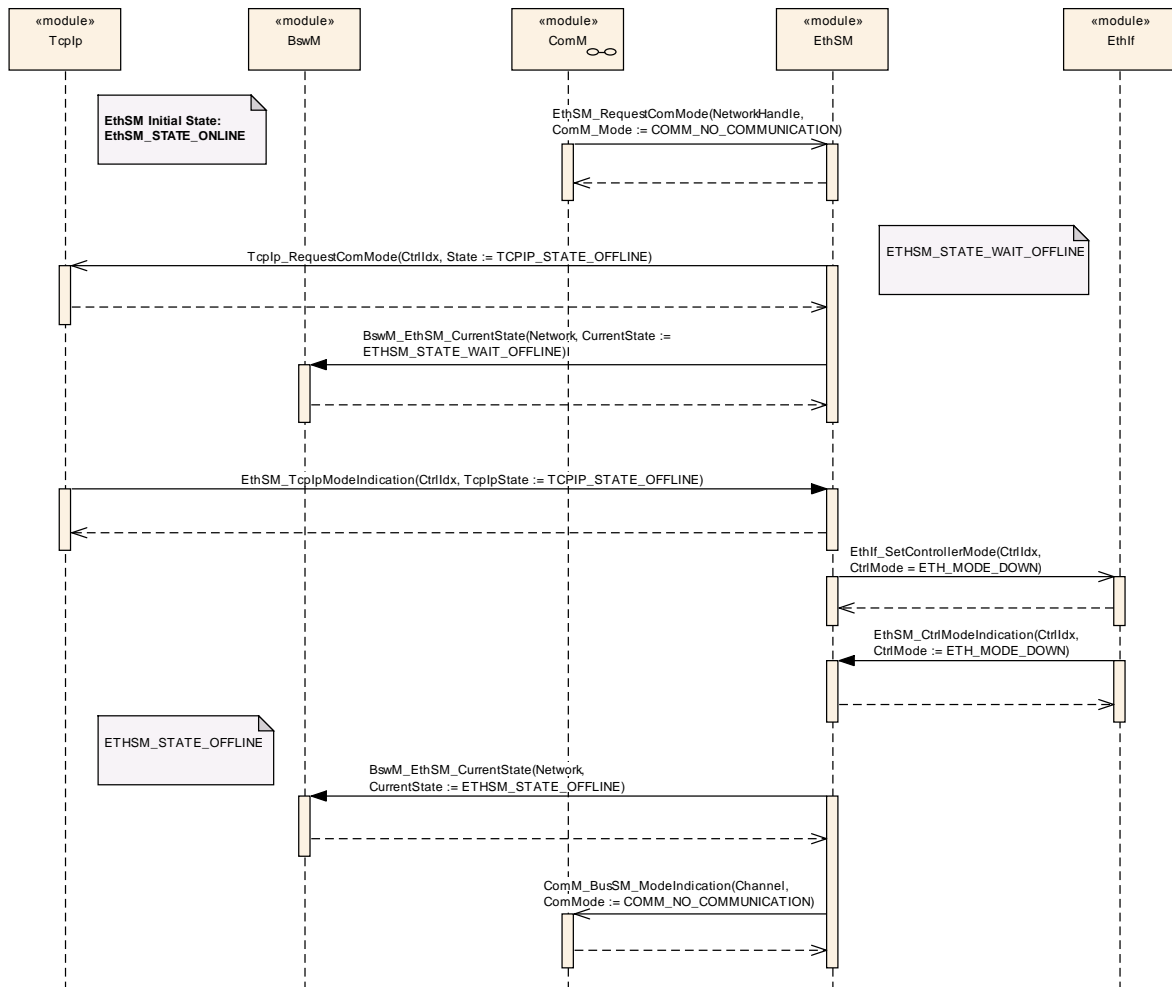 «module»
TcpIp
«module»
BswM
«module»
ComM
«module»
EthSM
«module»
EthIf
EthSM Initial State:
EthSM_STATE_ONLINE
EthSM_RequestComMode(NetworkHandle,
ComM_Mode := COMM_NO_COMMUNICATION)
ETHSM_STATE_WAIT_OFFLINE
TcpIp_RequestComMode(CtrlIdx, State := TCPIP_STATE_OFFLINE)
BswM_EthSM_CurrentState(Network, CurrentState :=
ETHSM_STATE_WAIT_OFFLINE)
EthSM_TcpIpModeIndication(CtrlIdx, TcpIpState := TCPIP_STATE_OFFLINE)
EthIf_SetControllerMode(CtrlIdx,
CtrlMode = ETH_MODE_DOWN)
EthSM_CtrlModeIndication(CtrlIdx,
CtrlMode := ETH_MODE_DOWN)
ETHSM_STATE_OFFLINE
BswM_EthSM_CurrentState(Network,
CurrentState := ETHSM_STATE_OFFLINE)
ComM_BusSM_ModeIndication(Channel,
ComMode := COMM_NO_COMMUNICATION)